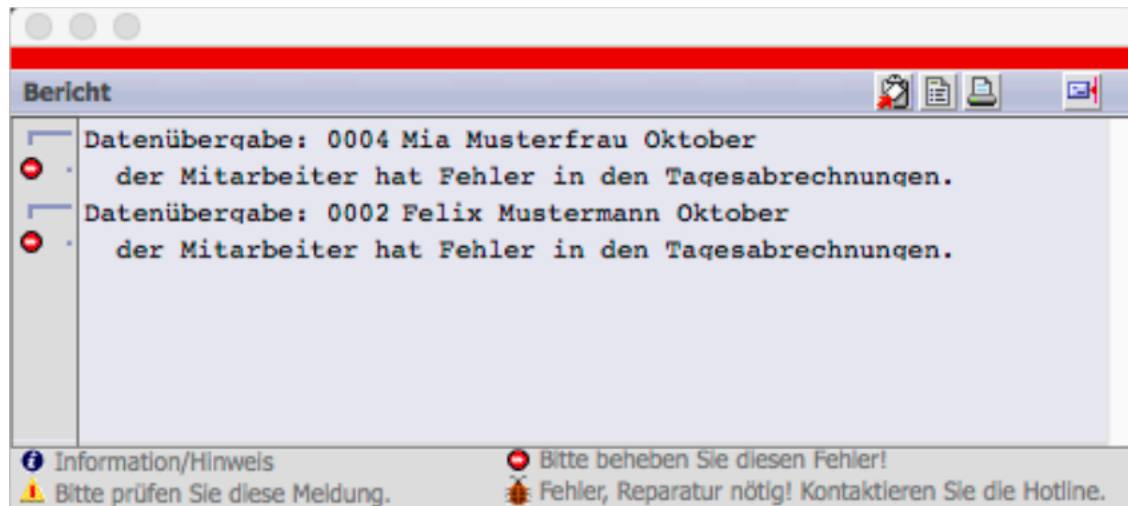 Bericht
Datenübergabe: 0004 Mia Musterfrau Oktober
der Mitarbeiter hat Fehler in den Tagesabrechnungen.
Datenübergabe: 0002 Felix Mustermann Oktober
der Mitarbeiter hat Fehler in den Tagesabrechnungen.
Information/Hinweis
Bitte beheben Sie diesen Fehler!
Bitte prüfen Sie diese Meldung.
Fehler, Reparatur nötig! Kontaktieren Sie die Hotline.